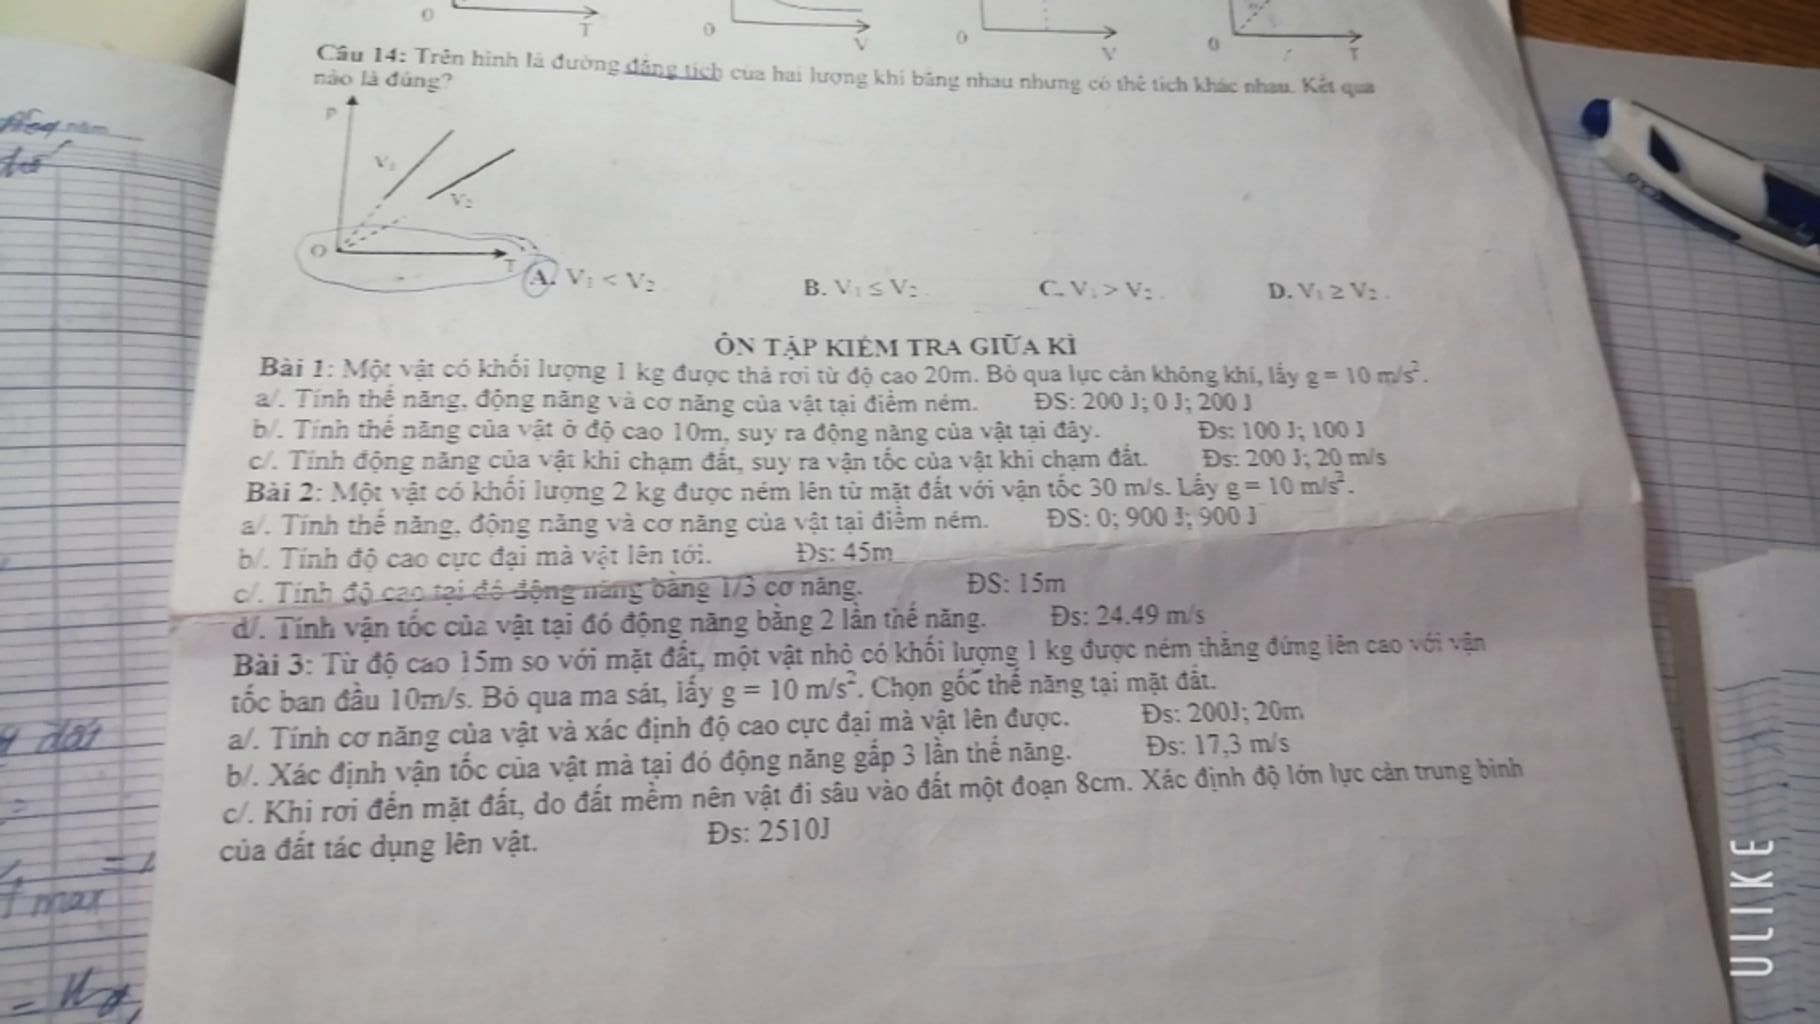 O T
0 V
0 V
0 T
Câu 14: Trên hình là đường đẳng tích của hai lượng khí bằng nhau nhưng có thể tích khác nhau. Kết quả
nào là đúng?
P
V₁
V₂
O
T
A. V₁ < V₂
B. V₁ ≤ V₂.
C. V₁ > V₂.
D. V₁ ≥ V₂.
ÔN TẬP KIỂM TRA GIỮA KÌ
Bài 1: Một vật có khối lượng 1 kg được thả rơi từ độ cao 20m. Bỏ qua lực cản không khí, lấy g = 10 m/s².
a/. Tính thế năng, động năng và cơ năng của vật tại điểm ném. ĐS: 200 J; 0 J; 200 J
b/. Tính thế năng của vật ở độ cao 10m, suy ra động năng của vật tại đây. Đs: 100 J; 100 J
c/. Tính động năng của vật khi chạm đất, suy ra vận tốc của vật khi chạm đất. Đs: 200 J; 20 m/s
Bài 2: Một vật có khối lượng 2 kg được ném lên từ mặt đất với vận tốc 30 m/s. Lấy g = 10 m/s².
a/. Tính thế năng, động năng và cơ năng của vật tại điểm ném. ĐS: 0; 900 J; 900 J
b/. Tính độ cao cực đại mà vật lên tới. Đs: 45m
c/. Tính độ cao tại đó động năng bằng 1/3 cơ năng. ĐS: 15m
d/. Tính vận tốc của vật tại đó động năng bằng 2 lần thế năng. Đs: 24.49 m/s
Bài 3: Từ độ cao 15m so với mặt đất, một vật nhỏ có khối lượng 1 kg được ném thẳng đứng lên cao với vận
tốc ban đầu 10m/s. Bỏ qua ma sát, lấy g = 10 m/s². Chọn gốc thế năng tại mặt đất.
a/. Tính cơ năng của vật và xác định độ cao cực đại mà vật lên được. Đs: 200J; 20m
b/. Xác định vận tốc của vật mà tại đó động năng gấp 3 lần thế năng. Đs: 17,3 m/s
c/. Khi rơi đến mặt đất, do đất mềm nên vật đi sâu vào đất một đoạn 8cm. Xác định độ lớn lực cản trung bình
của đất tác dụng lên vật. Đs: 2510J
năm
đất
max
ULIKE